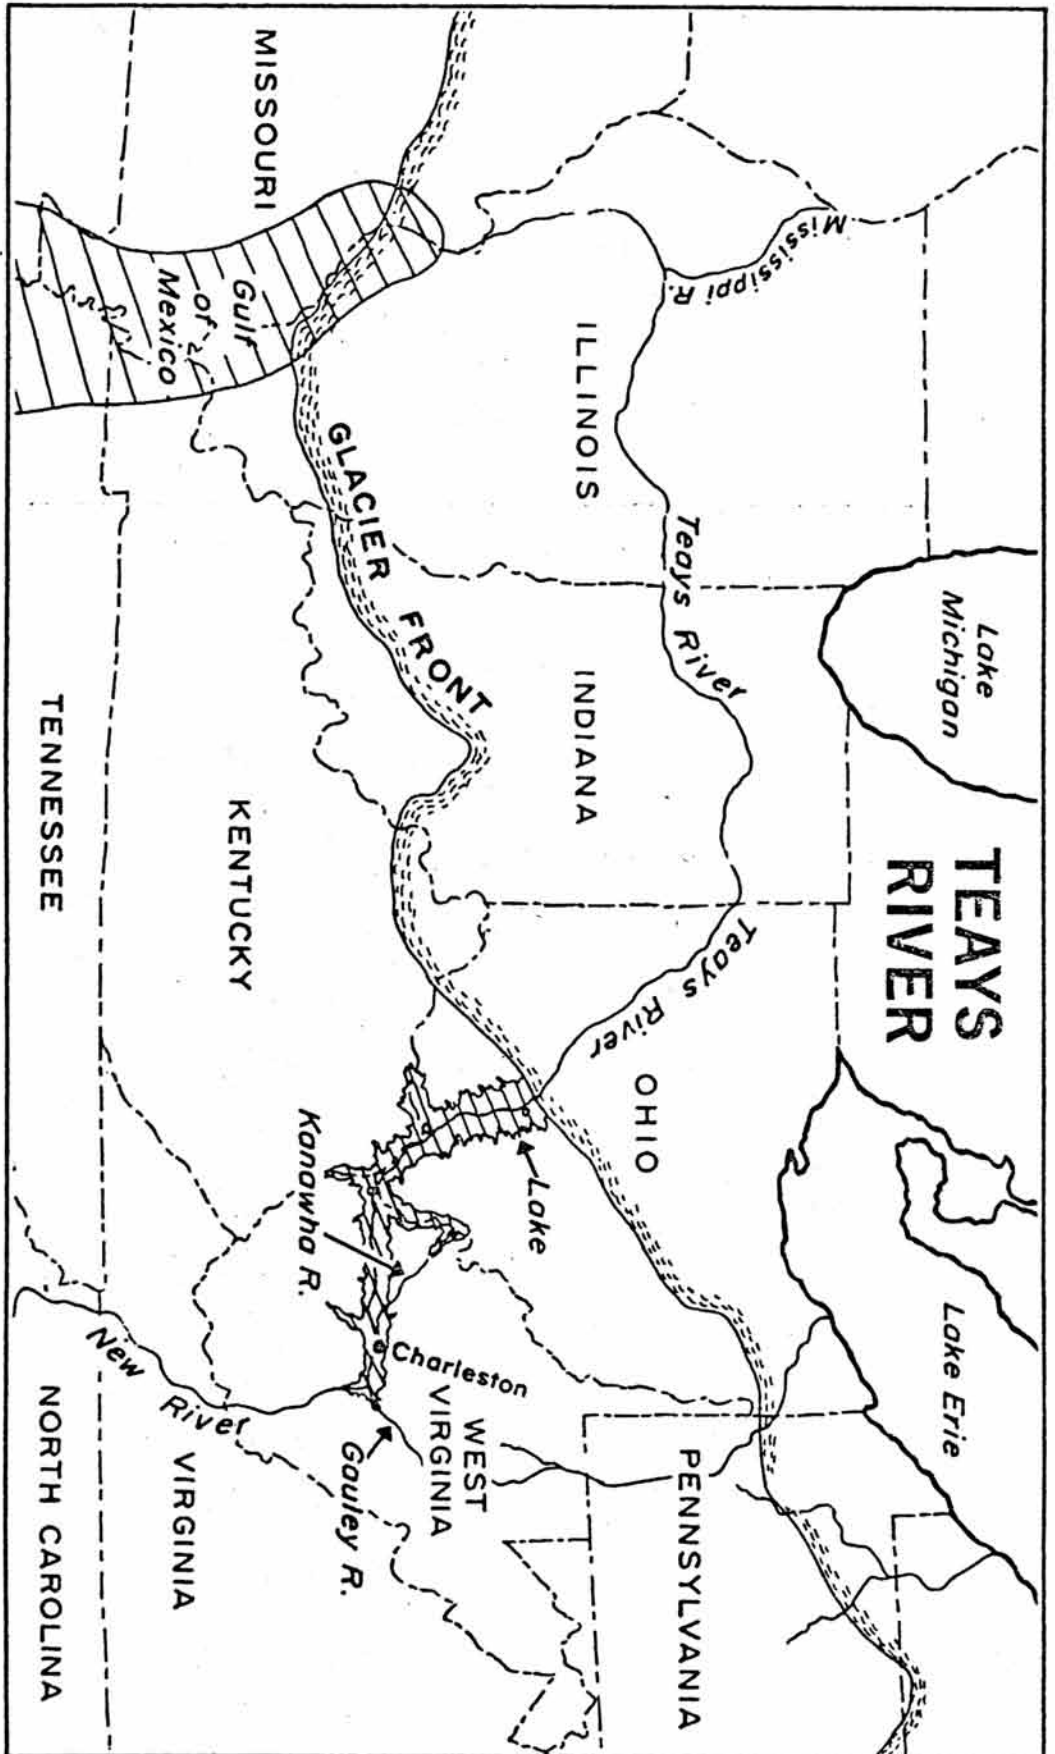 TEAYS
RIVER
Lake
Michigan
Lake Erie
Mississippi R.
Teays River
Teays River
ILLINOIS
INDIANA
OHIO
PENNSYLVANIA
MISSOURI
GLACIER FRONT
Lake
WEST
VIRGINIA
Charleston
Gulf
of
Mexico
Kanawha R.
Gauley R.
KENTUCKY
VIRGINIA
New River
TENNESSEE
NORTH CAROLINA